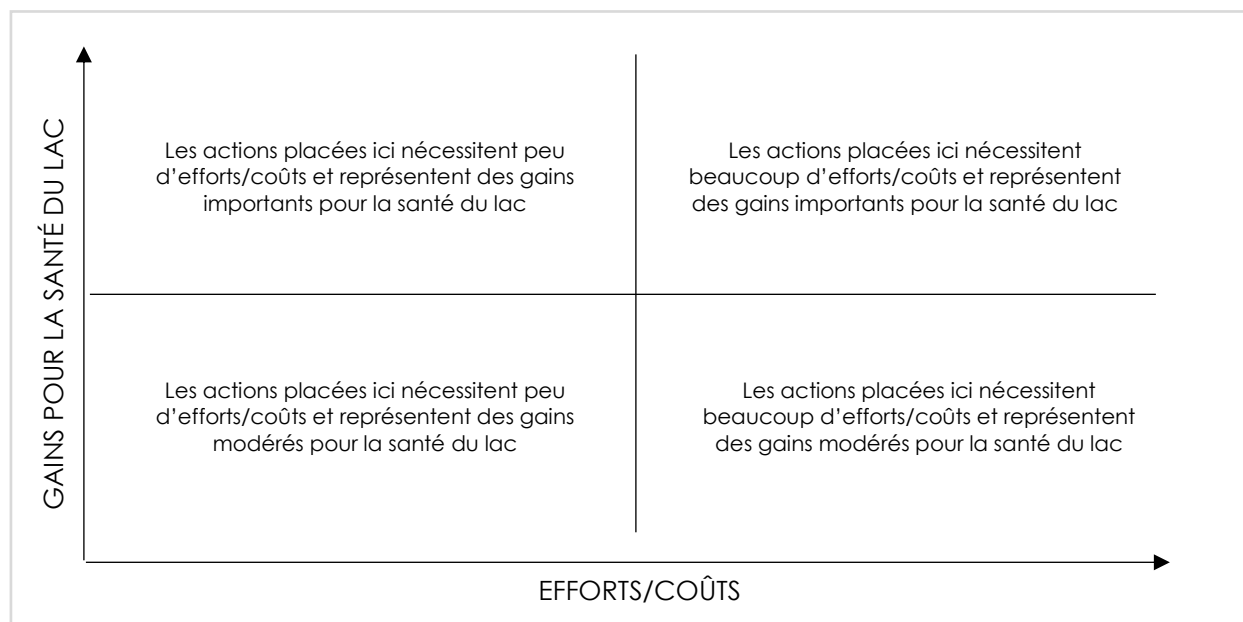 GAINS POUR LA SANTÉ DU LAC
Les actions placées ici nécessitent peu
d'efforts/coûts et représentent des gains
importants pour la santé du lac
Les actions placées ici nécessitent
beaucoup d'efforts/coûts et représentent
des gains importants pour la santé du lac
Les actions placées ici nécessitent peu
d'efforts/coûts et représentent des gains
modérés pour la santé du lac
Les actions placées ici nécessitent
beaucoup d'efforts/coûts et représentent
des gains modérés pour la santé du lac
EFFORTS/COÛTS